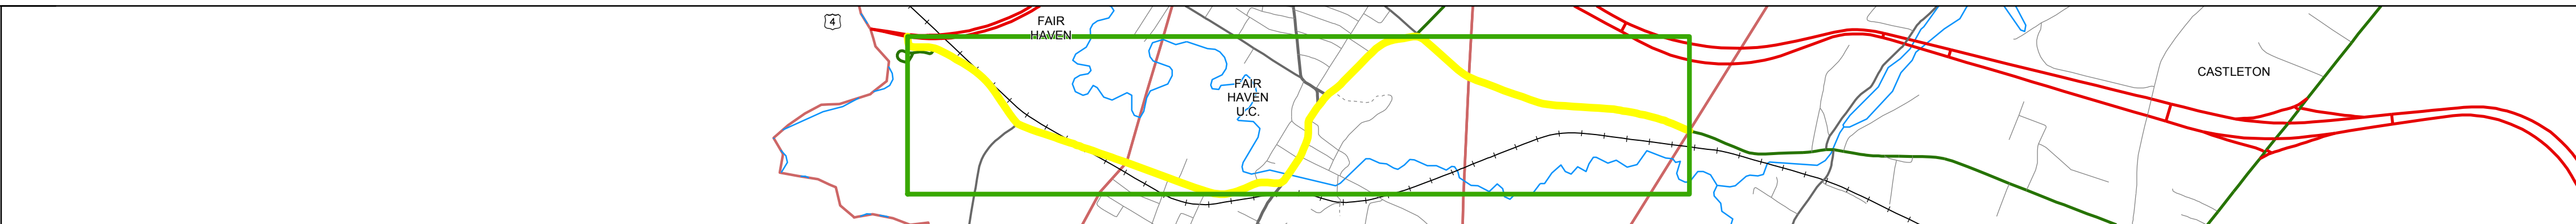 4
FAIR
HAVEN
FAIR
HAVEN
U.C.
CASTLETON